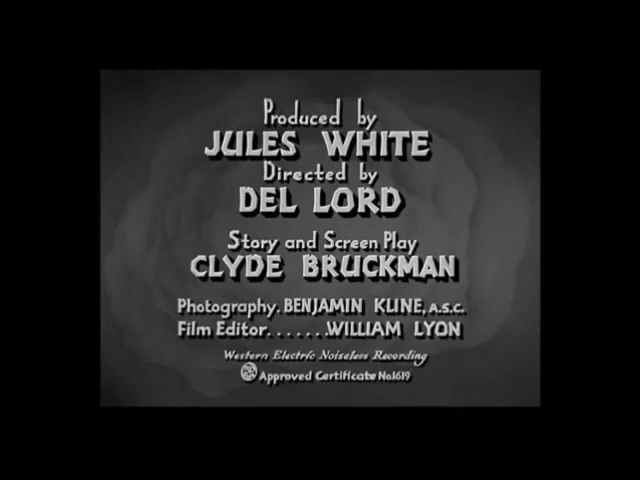 Produced by
JULES WHITE
Directed by
DEL LORD
Story and Screen Play
CLYDE BRUCKMAN
Photography. BENJAMIN KLINE, A.S.C.
Film Editor.......WILLIAM LYON
Western Electric Noiseless Recording
Approved Certificate No.1619